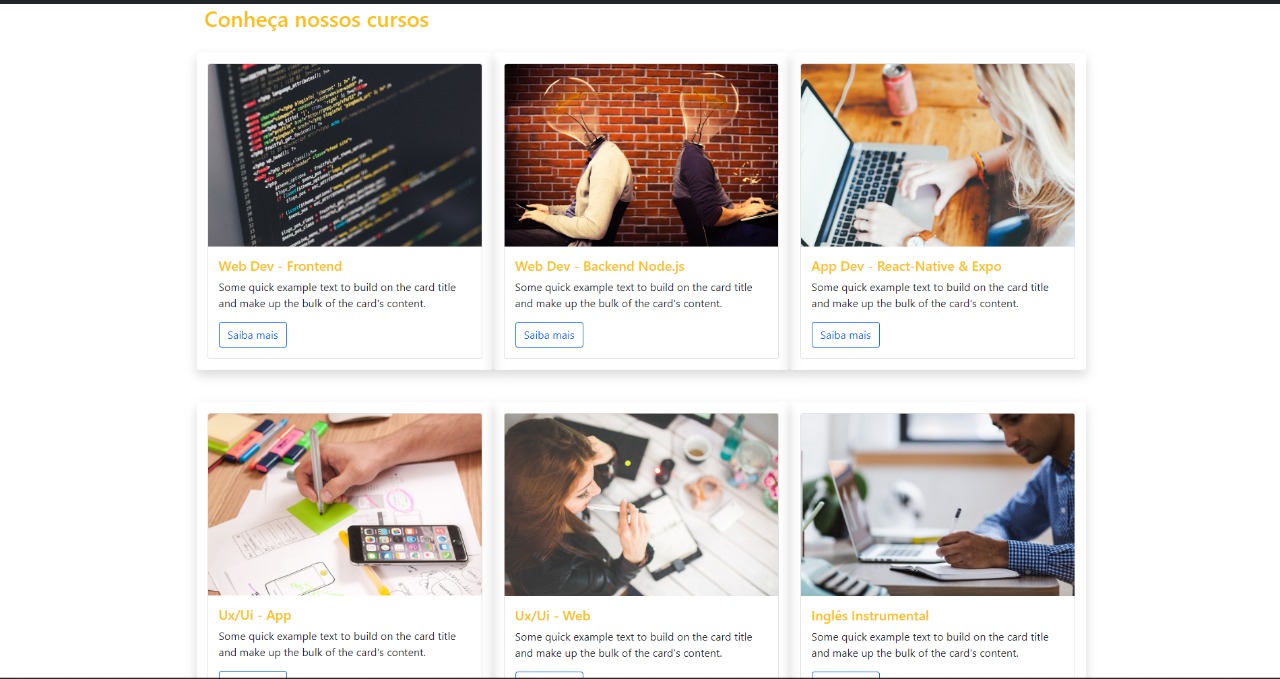 Conheça nossos cursos
Web Dev - Frontend
Some quick example text to build on the card title
and make up the bulk of the card's content.
Saiba mais
Web Dev - Backend Node.js
Some quick example text to build on the card title
and make up the bulk of the card's content.
Saiba mais
App Dev - React-Native & Expo
Some quick example text to build on the card title
and make up the bulk of the card's content.
Saiba mais
Ux/Ui - App
Some quick example text to build on the card title
and make up the bulk of the card's content.
Ux/Ui - Web
Some quick example text to build on the card title
and make up the bulk of the card's content.
Inglês Instrumental
Some quick example text to build on the card title
and make up the bulk of the card's content.